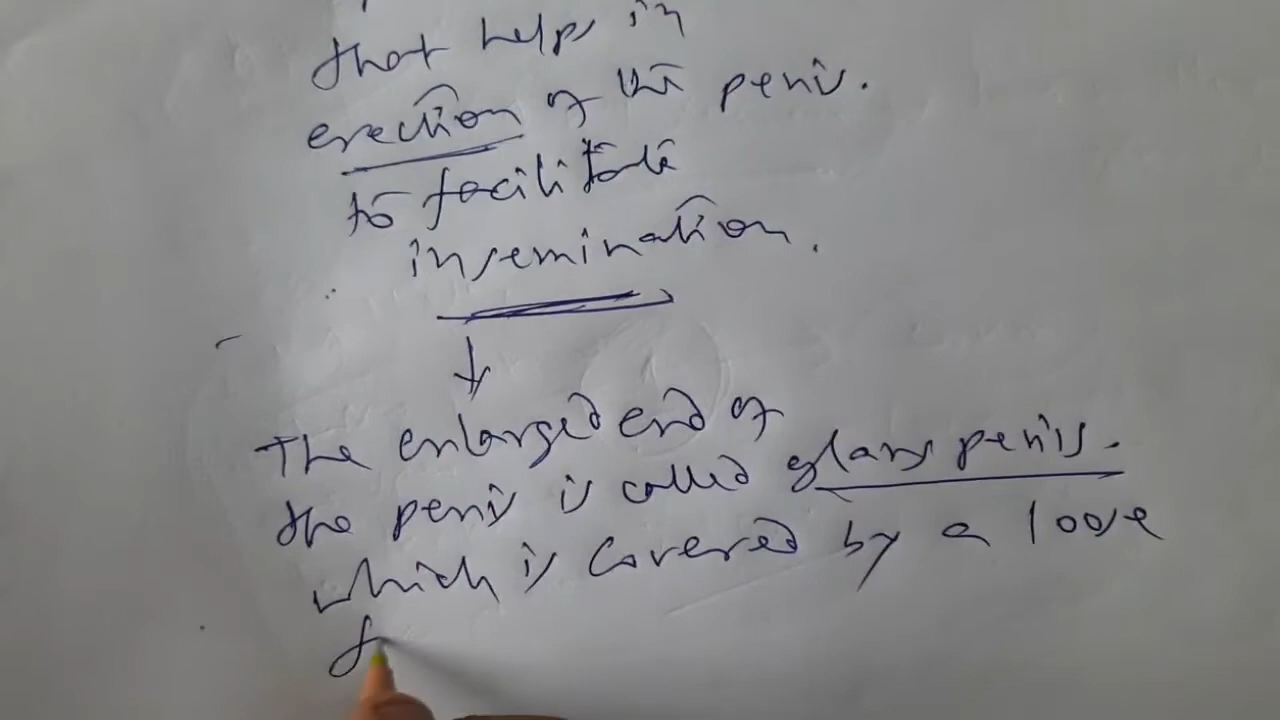 that helps in
erection of the penis.
to facilitate
insemination.
The enlarged end of
the penis is called glans penis.
which is covered by a loose
f